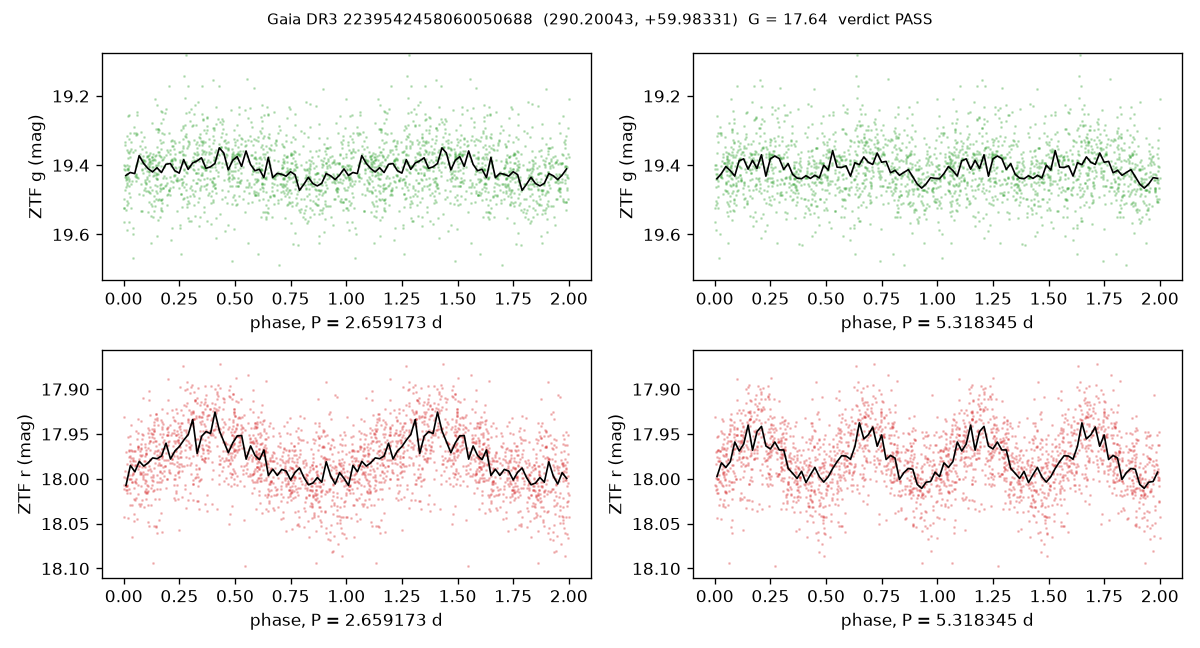 Gaia DR3 2239542458060050688 (290.20043, +59.98331) G = 17.64 verdict PASS
ZTF g (mag)
19.2
19.4
19.6
0.00 0.25 0.50 0.75 1.00 1.25 1.50 1.75 2.00
phase, P = 2.659173 d
ZTF g (mag)
19.2
19.4
19.6
0.00 0.25 0.50 0.75 1.00 1.25 1.50 1.75 2.00
phase, P = 5.318345 d
ZTF r (mag)
17.90
17.95
18.00
18.05
18.10
0.00 0.25 0.50 0.75 1.00 1.25 1.50 1.75 2.00
phase, P = 2.659173 d
ZTF r (mag)
17.90
17.95
18.00
18.05
18.10
0.00 0.25 0.50 0.75 1.00 1.25 1.50 1.75 2.00
phase, P = 5.318345 d